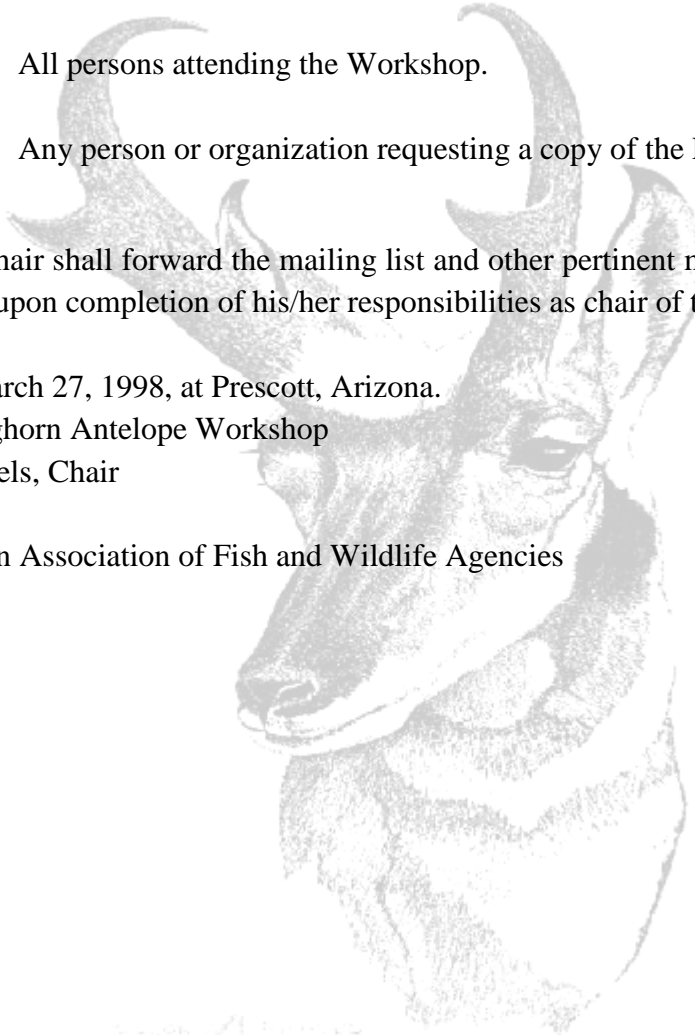 All persons attending the Workshop.
Any person or organization requesting a copy of the
hair shall forward the mailing list and other pertinent
upon completion of his/her responsibilities as chair of
arch 27, 1998, at Prescott, Arizona.
ghorn Antelope Workshop
els, Chair
n Association of Fish and Wildlife Agencies